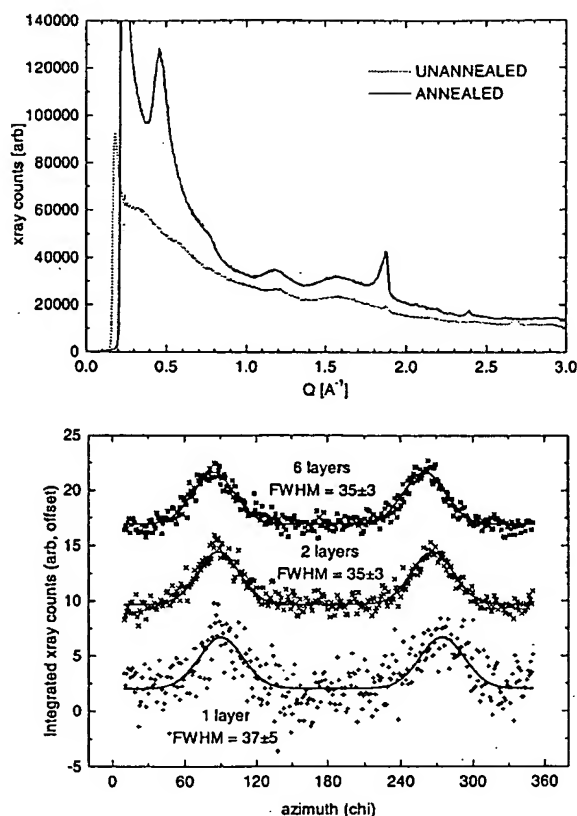 140000
120000
100000
80000
60000
40000
20000
0
xray counts [arb]
UNANNEALED
ANNEALED
0.0 0.5 1.0 1.5 2.0 2.5 3.0
Q [A⁻¹]
25
20
15
10
5
0
-5
Integrated xray counts (arb, offset)
6 layers
FWHM = 35±3
2 layers
FWHM = 35±3
1 layer
FWHM = 37±5
0 60 120 180 240 300 360
azimuth (chi)